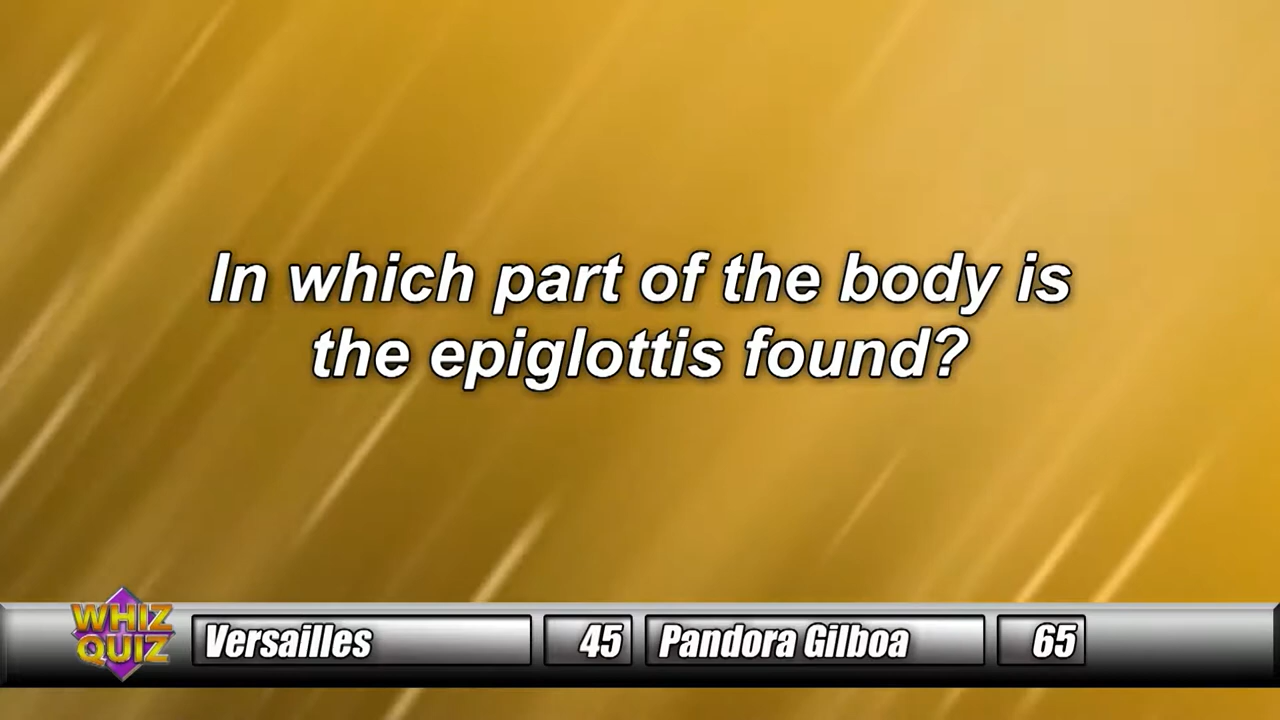 In which part of the body is
the epiglottis found?
WHIZ
QUIZ
Versailles 45 Pandora Gilboa 65